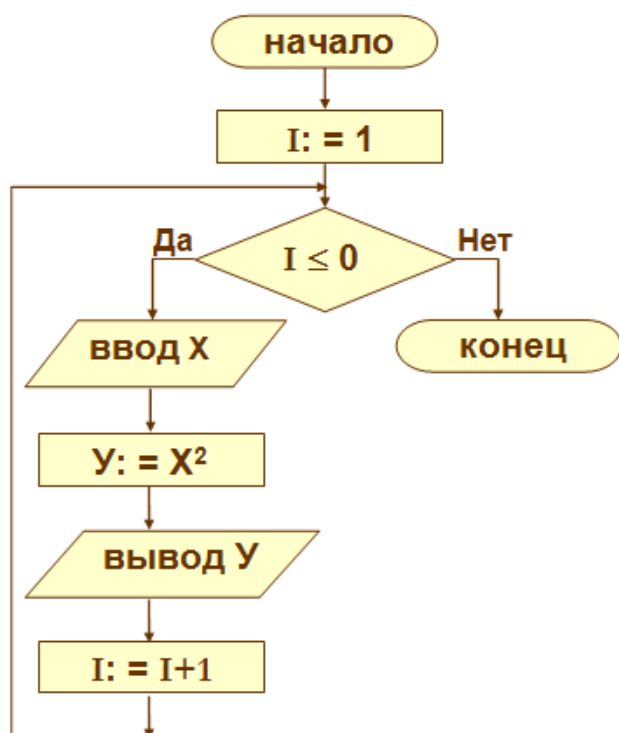 начало
I: = 1
Да
I ≤ 0
Нет
ввод X
конец
У: = X²
вывод У
I: = I+1